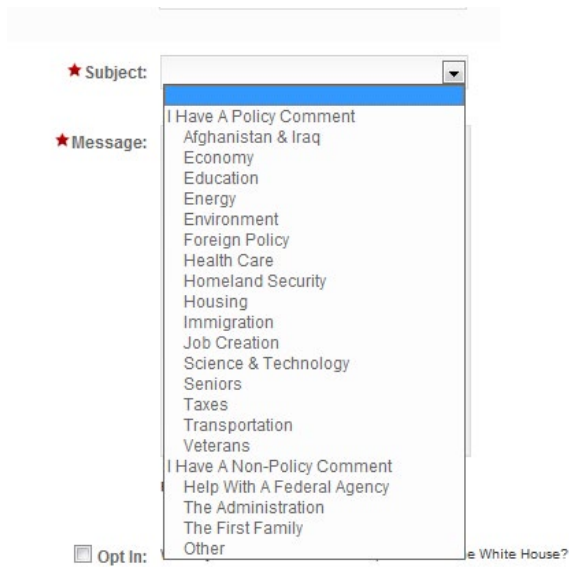 Subject:
I Have A Policy Comment
Message:
Afghanistan & Iraq
Economy
Education
Energy
Environment
Foreign Policy
Health Care
Homeland Security
Housing
Immigration
Job Creation
Science & Technology
Seniors
Taxes
Transportation
Veterans
I Have A Non-Policy Comment
Help With A Federal Agency
The Administration
The First Family
Other
Opt In:
White House?